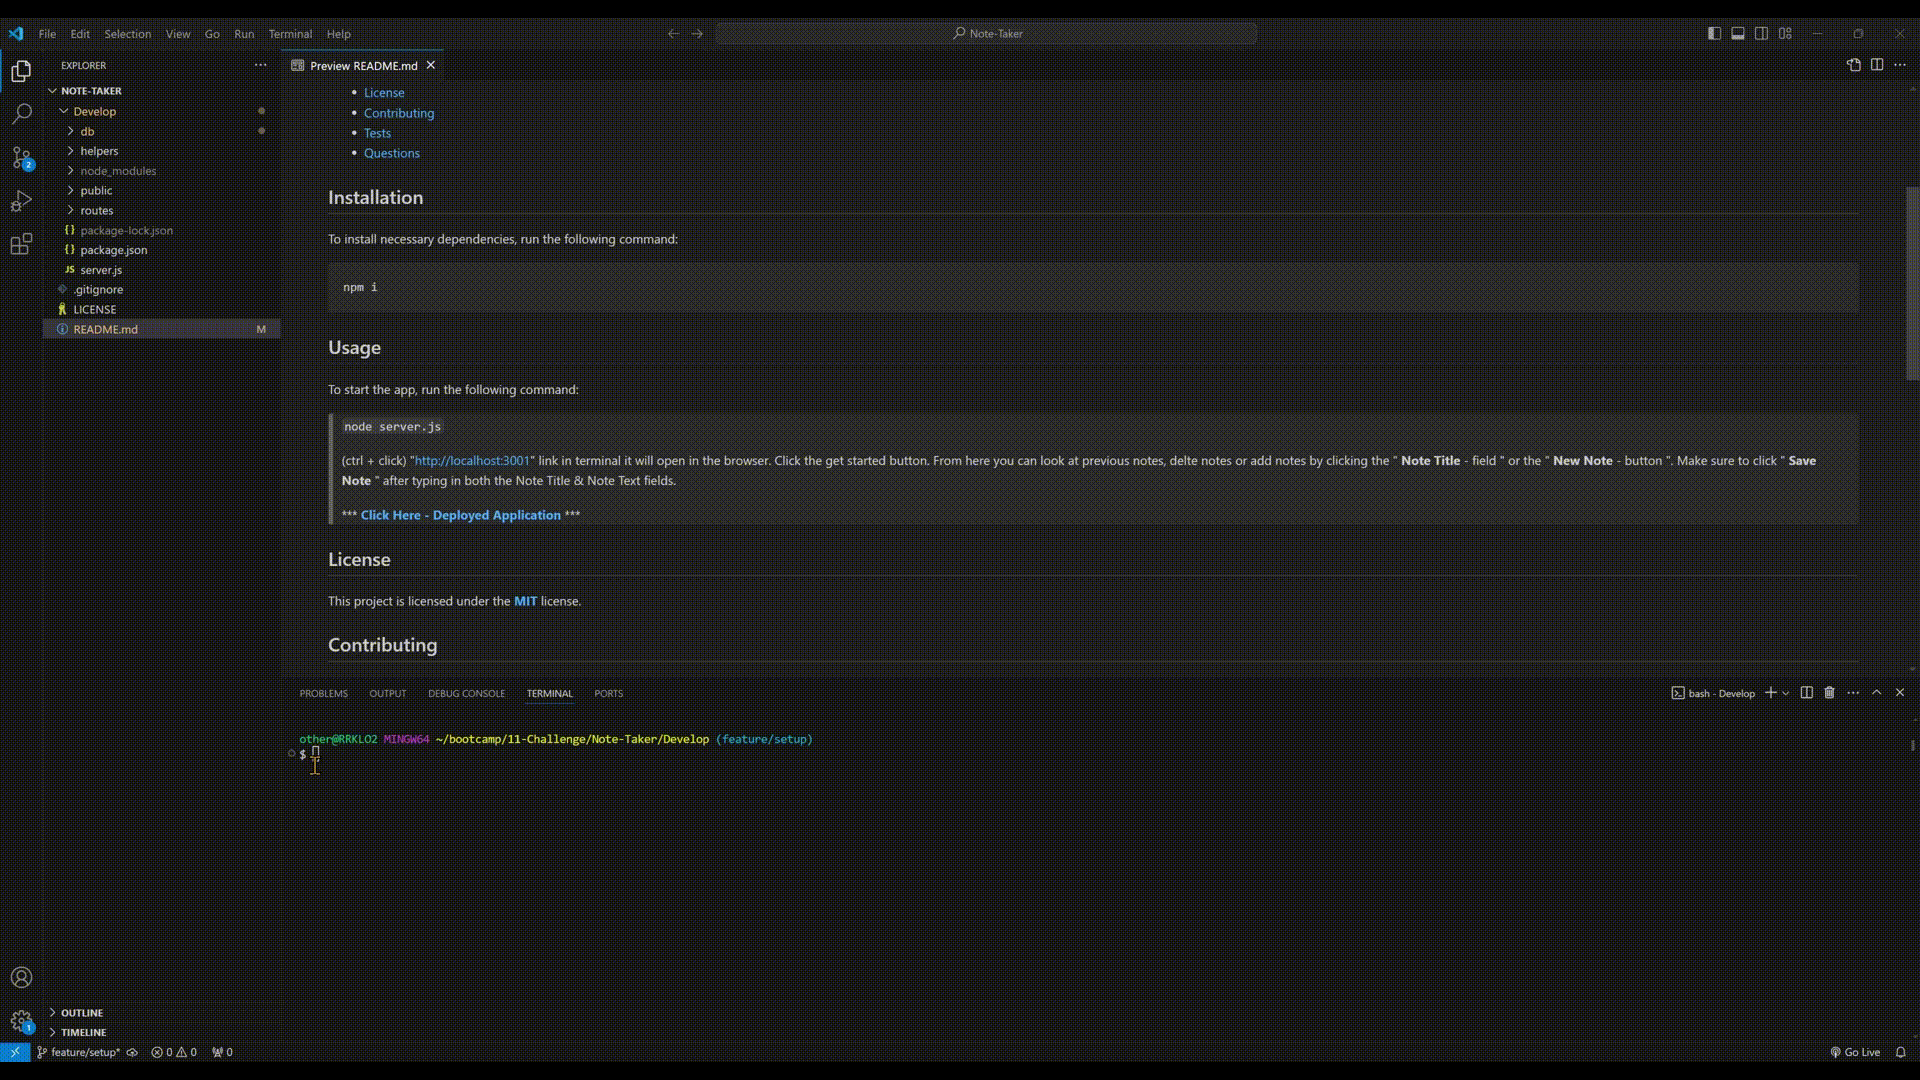 File Edit Selection View Go Run Terminal Help
Note-Taker
EXPLORER
Preview README.md
NOTE-TAKER
Develop
db
helpers
node_modules
public
routes
{} package-lock.json
{} package.json
JS server.js
.gitignore
LICENSE
README.md M
2
• License
• Contributing
• Tests
• Questions
Installation
To install necessary dependencies, run the following command:
npm i
Usage
To start the app, run the following command:
node server.js
(ctrl + click) "http://localhost:3001" link in terminal it will open in the browser. Click the get started button. From here you can look at previous notes, delte notes or add notes by clicking the " Note Title - field " or the " New Note - button ". Make sure to click " Save
Note " after typing in both the Note Title & Note Text fields.
*** Click Here - Deployed Application ***
License
This project is licensed under the MIT license.
Contributing
PROBLEMS OUTPUT DEBUG CONSOLE TERMINAL PORTS
bash - Develop
other@RRKLO2 MINGW64 ~/bootcamp/11-Challenge/Note-Taker/Develop (feature/setup)
$
OUTLINE
1
TIMELINE
feature/setup* 0 0 0
Go Live